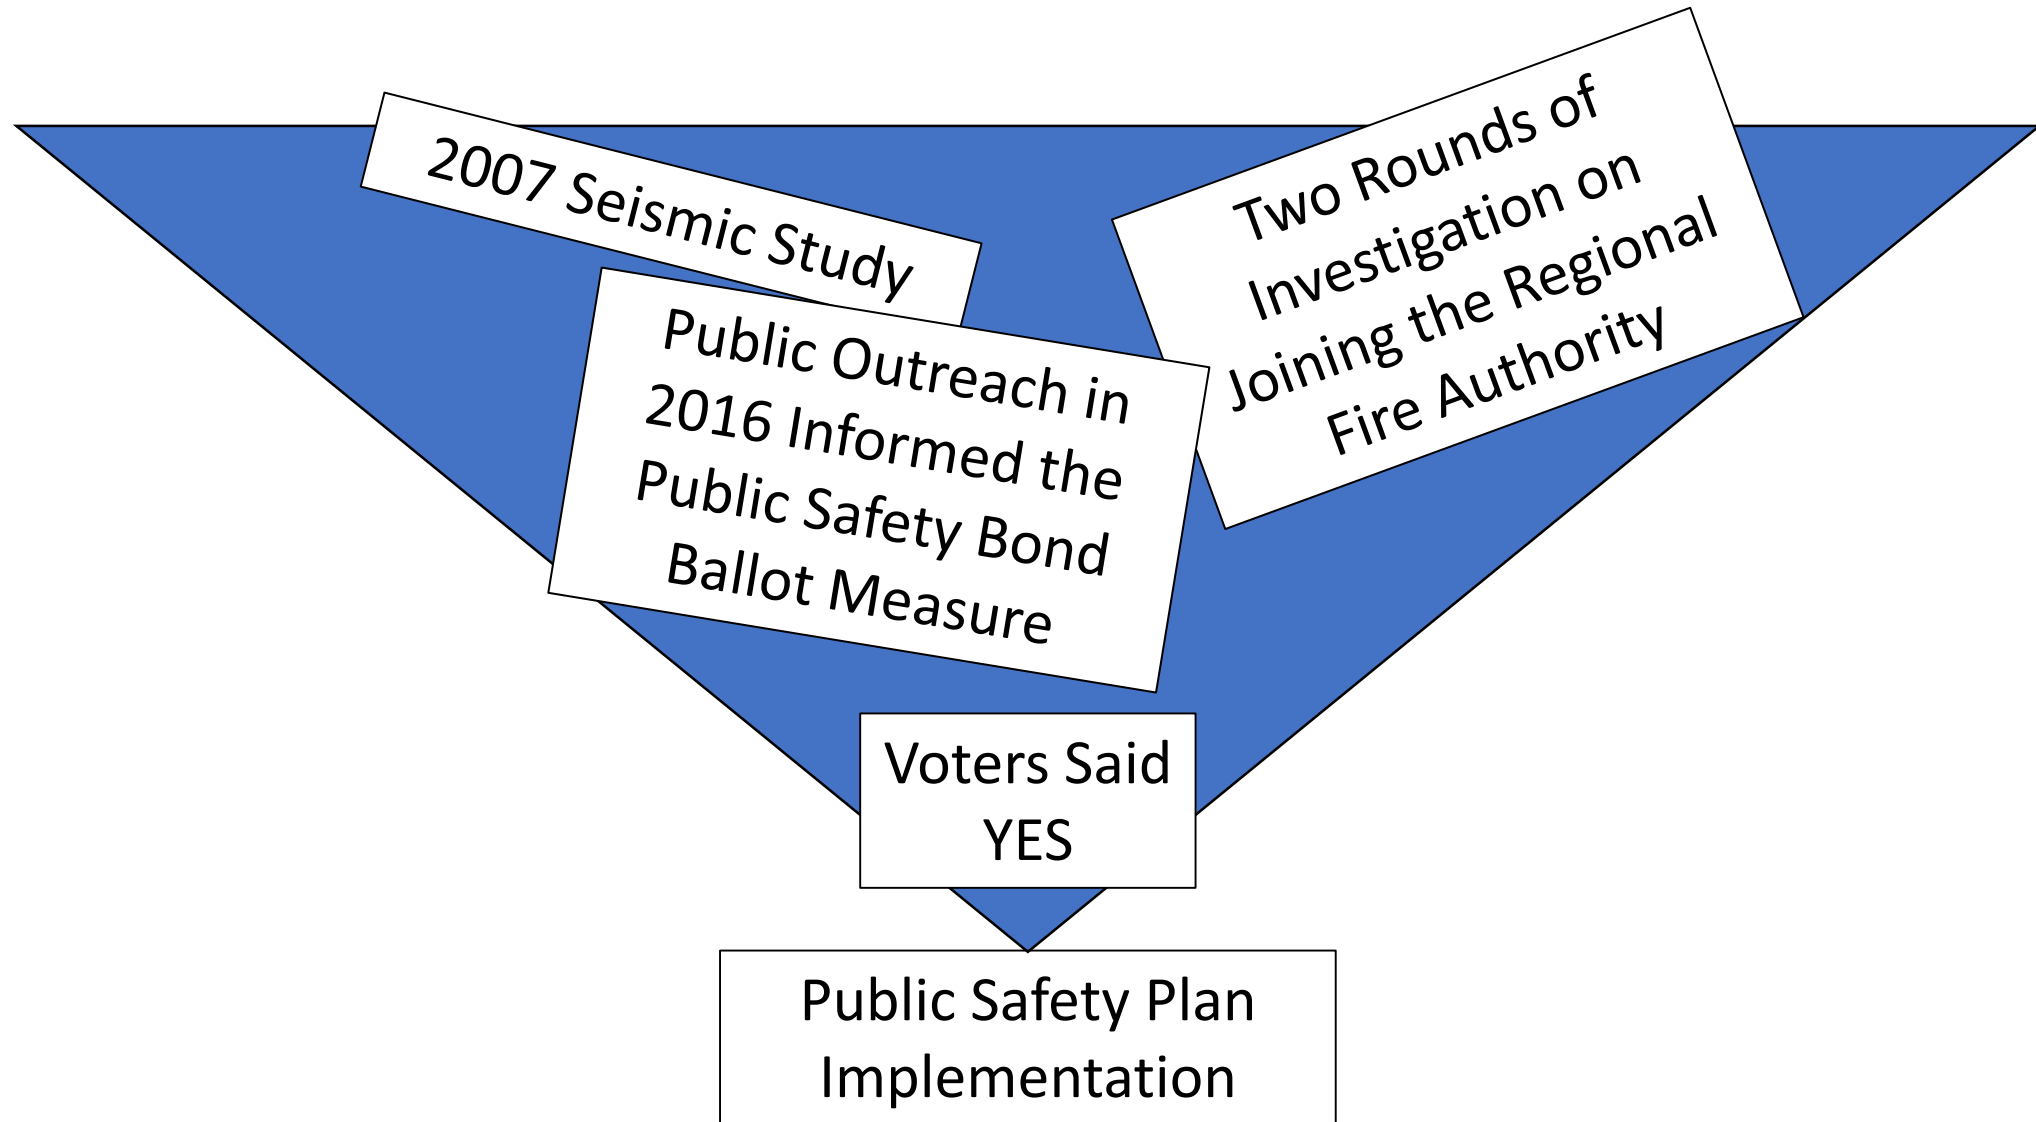 2007 Seismic Study
Two Rounds of
Investigation on
Joining the Regional
Fire Authority
Public Outreach in
2016 Informed the
Public Safety Bond
Ballot Measure
Voters Said
YES
Public Safety Plan
Implementation